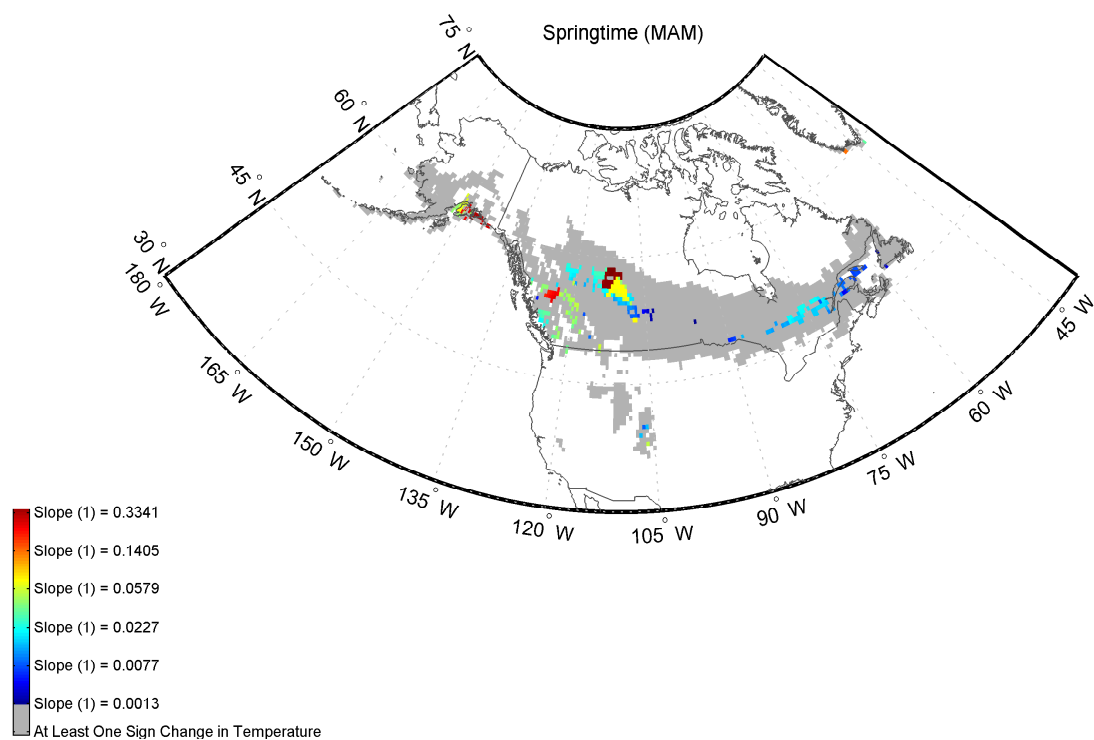 Springtime (MAM)
75 °N
60 °N
45 °N
30 °N
180 °W
165 °W
150 °W
135 °W
120 °W
105 °W
90 °W
75 °W
60 °W
45 °W
Slope (1) = 0.3341
Slope (1) = 0.1405
Slope (1) = 0.0579
Slope (1) = 0.0227
Slope (1) = 0.0077
Slope (1) = 0.0013
At Least One Sign Change in Temperature